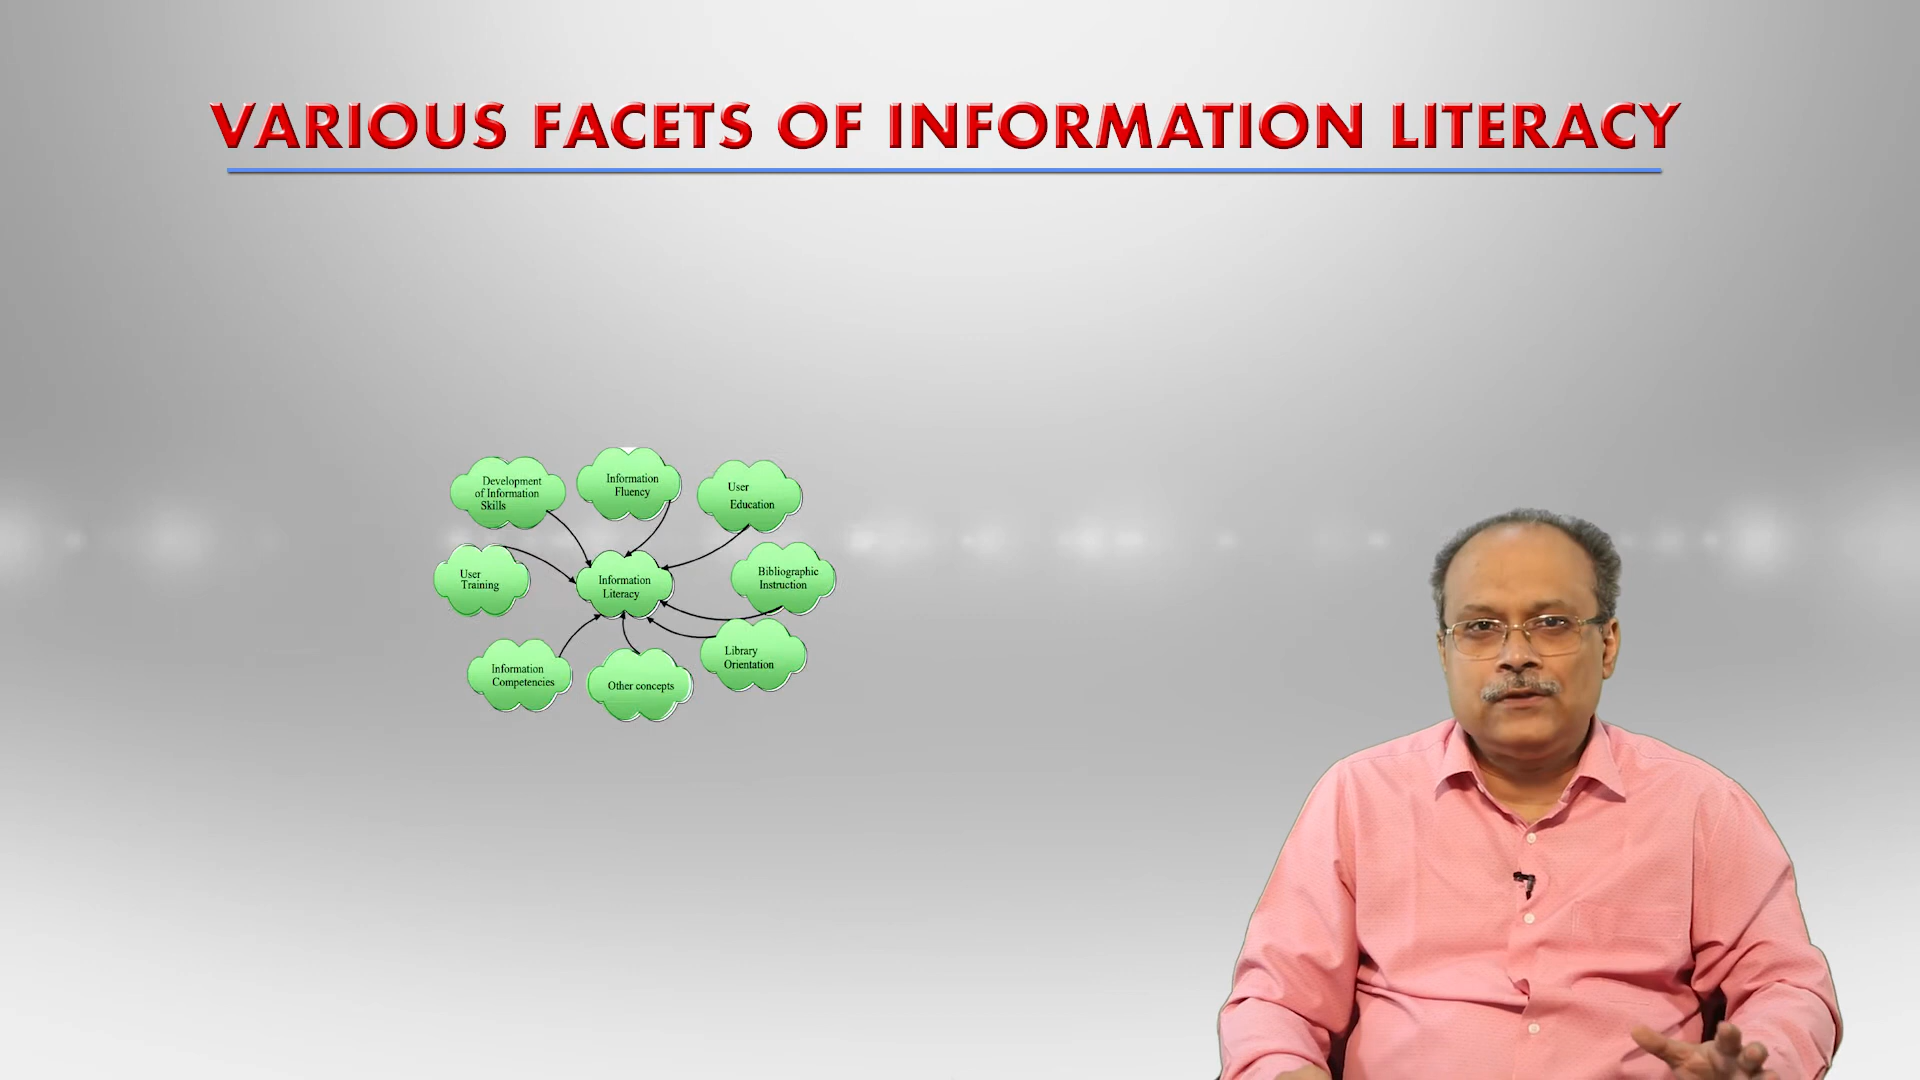 VARIOUS FACETS OF INFORMATION LITERACY
Development
of Information
Skills
Information
Fluency
User
Education
User
Training
Information
Literacy
Bibliographic
Instruction
Information
Competencies
Other concepts
Library
Orientation